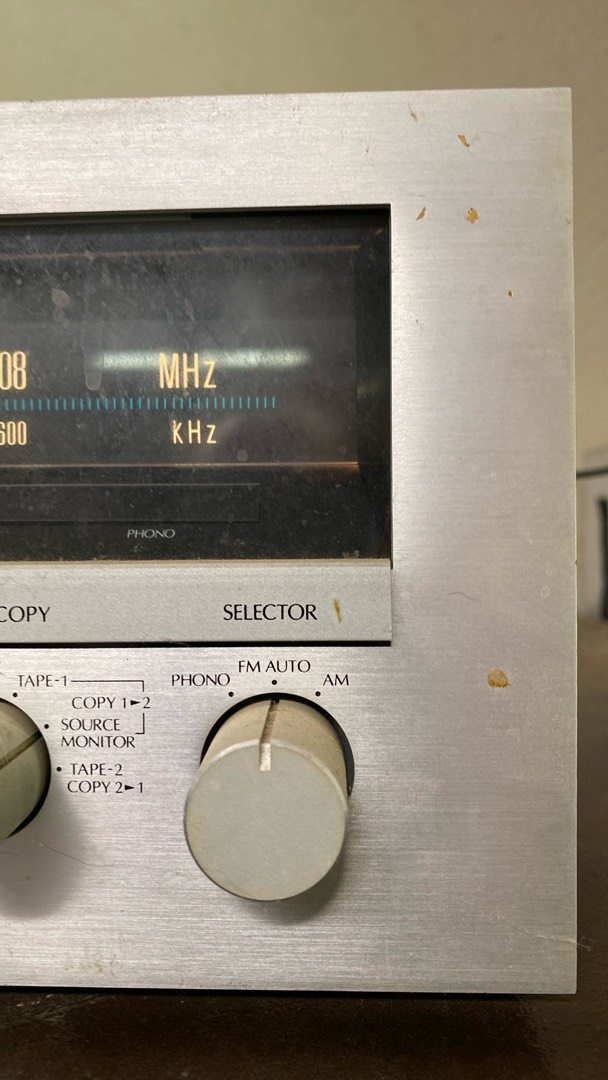 08 MHz
600 kHz
PHONO
COPY SELECTOR
TAPE-1
COPY 1►2
SOURCE
MONITOR
TAPE-2
COPY 2►1
PHONO FM AUTO AM